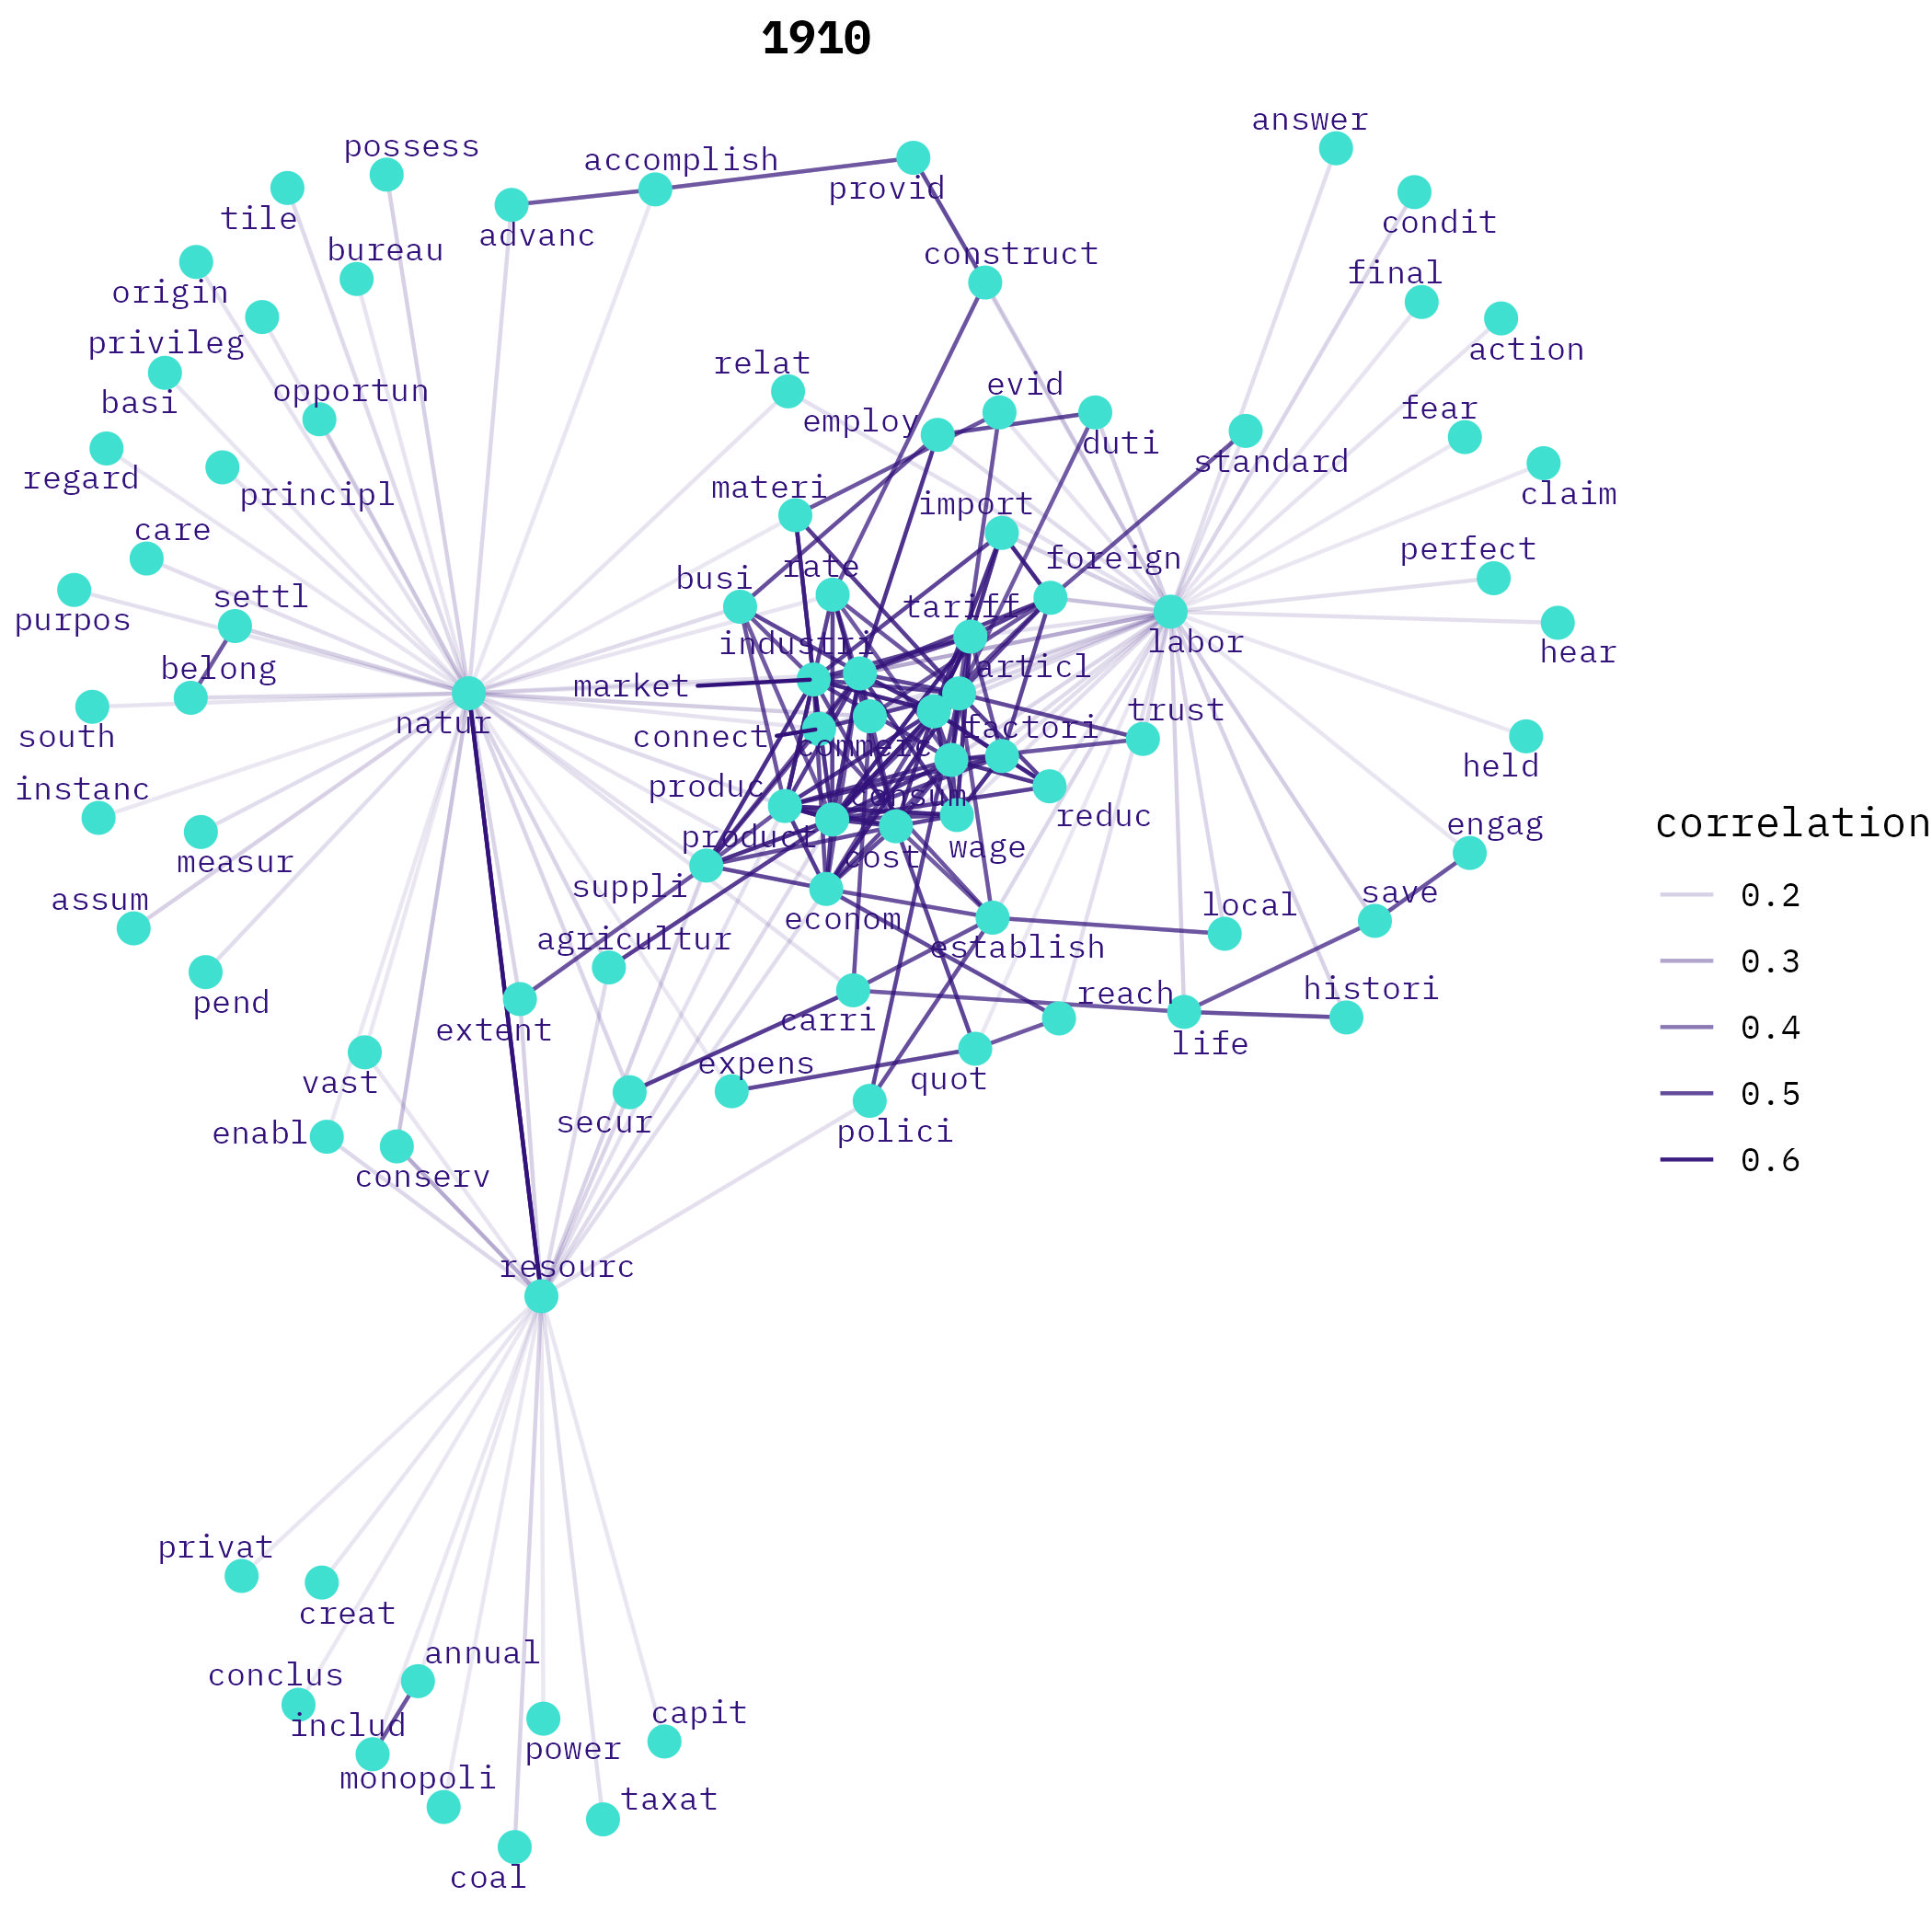 1910
answer
possess
accomplish
provid
tile
condit
advanc
bureau
construct
final
origin
privileg
action
relat
evid
opportun
basi
fear
employ
duti
standard
regard
materi
principl
claim
import
care
perfect
foreign
rate
busi
settl
tariff
purpos
industri
labor
hear
belong
articl
market
trust
natur
factori
south
connect
commerc
held
produc
instanc
consum
reduc
engag
product
wage
measur
cost
suppli
save
assum
local
econom
agricultur
establish
histori
reach
pend
carri
extent
life
expens
quot
vast
secur
polici
enabl
conserv
resourc
correlation
0.2
0.3
0.4
0.5
0.6
privat
creat
annual
conclus
capit
includ
power
monopoli
taxat
coal